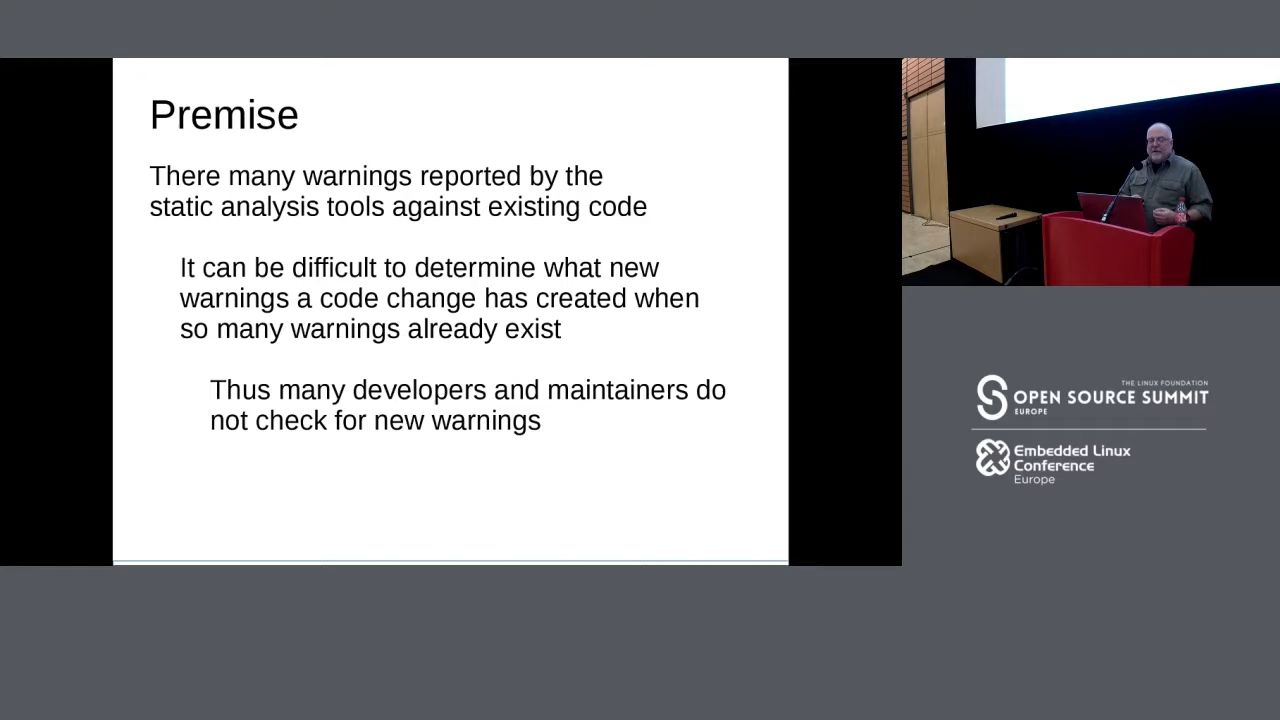 Premise
There many warnings reported by the
static analysis tools against existing code
It can be difficult to determine what new
warnings a code change has created when
so many warnings already exist
Thus many developers and maintainers do
not check for new warnings
THE LINUX FOUNDATION
OPEN SOURCE SUMMIT
EUROPE
Embedded Linux
Conference
Europe